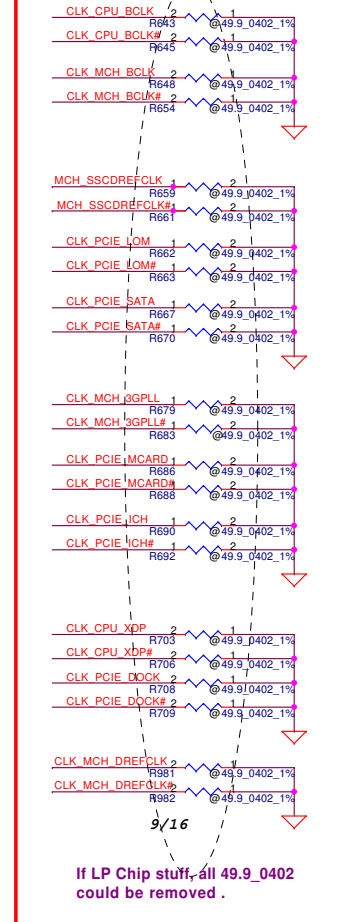 CLK_CPU_BCLK 2 1
R643 @49.9_0402_1%
CLK_CPU_BCLK# 2 1
R645 @49.9_0402_1%
CLK_MCH_BCLK 2 1
R648 @49.9_0402_1%
CLK_MCH_BCLK# 2 1
R654 @49.9_0402_1%
MCH_SSCDREFCLK 1 2
R659 @49.9_0402_1%
MCH_SSCDREFCLK# 1 2
R661 @49.9_0402_1%
CLK_PCIE_LOM 1 2
R662 @49.9_0402_1%
CLK_PCIE_LOM# 1 2
R663 @49.9_0402_1%
CLK_PCIE_SATA 1 2
R667 @49.9_0402_1%
CLK_PCIE_SATA# 1 2
R670 @49.9_0402_1%
CLK_MCH_3GPLL 1 2
R679 @49.9_0402_1%
CLK_MCH_3GPLL# 1 2
R683 @49.9_0402_1%
CLK_PCIE_MCARD 1 2
R686 @49.9_0402_1%
CLK_PCIE_MCARD# 1 2
R688 @49.9_0402_1%
CLK_PCIE_ICH 1 2
R690 @49.9_0402_1%
CLK_PCIE_ICH# 1 2
R692 @49.9_0402_1%
CLK_CPU_XDP 2 1
R703 @49.9_0402_1%
CLK_CPU_XDP# 2 1
R706 @49.9_0402_1%
CLK_PCIE_DOCK 2 1
R708 @49.9_0402_1%
CLK_PCIE_DOCK# 2 1
R709 @49.9_0402_1%
CLK_MCH_DREFCLK 2 1
R981 @49.9_0402_1%
CLK_MCH_DREFCLK# 2 1
R982 @49.9_0402_1%
9/16
If LP Chip stuff, all 49.9_0402
could be removed .